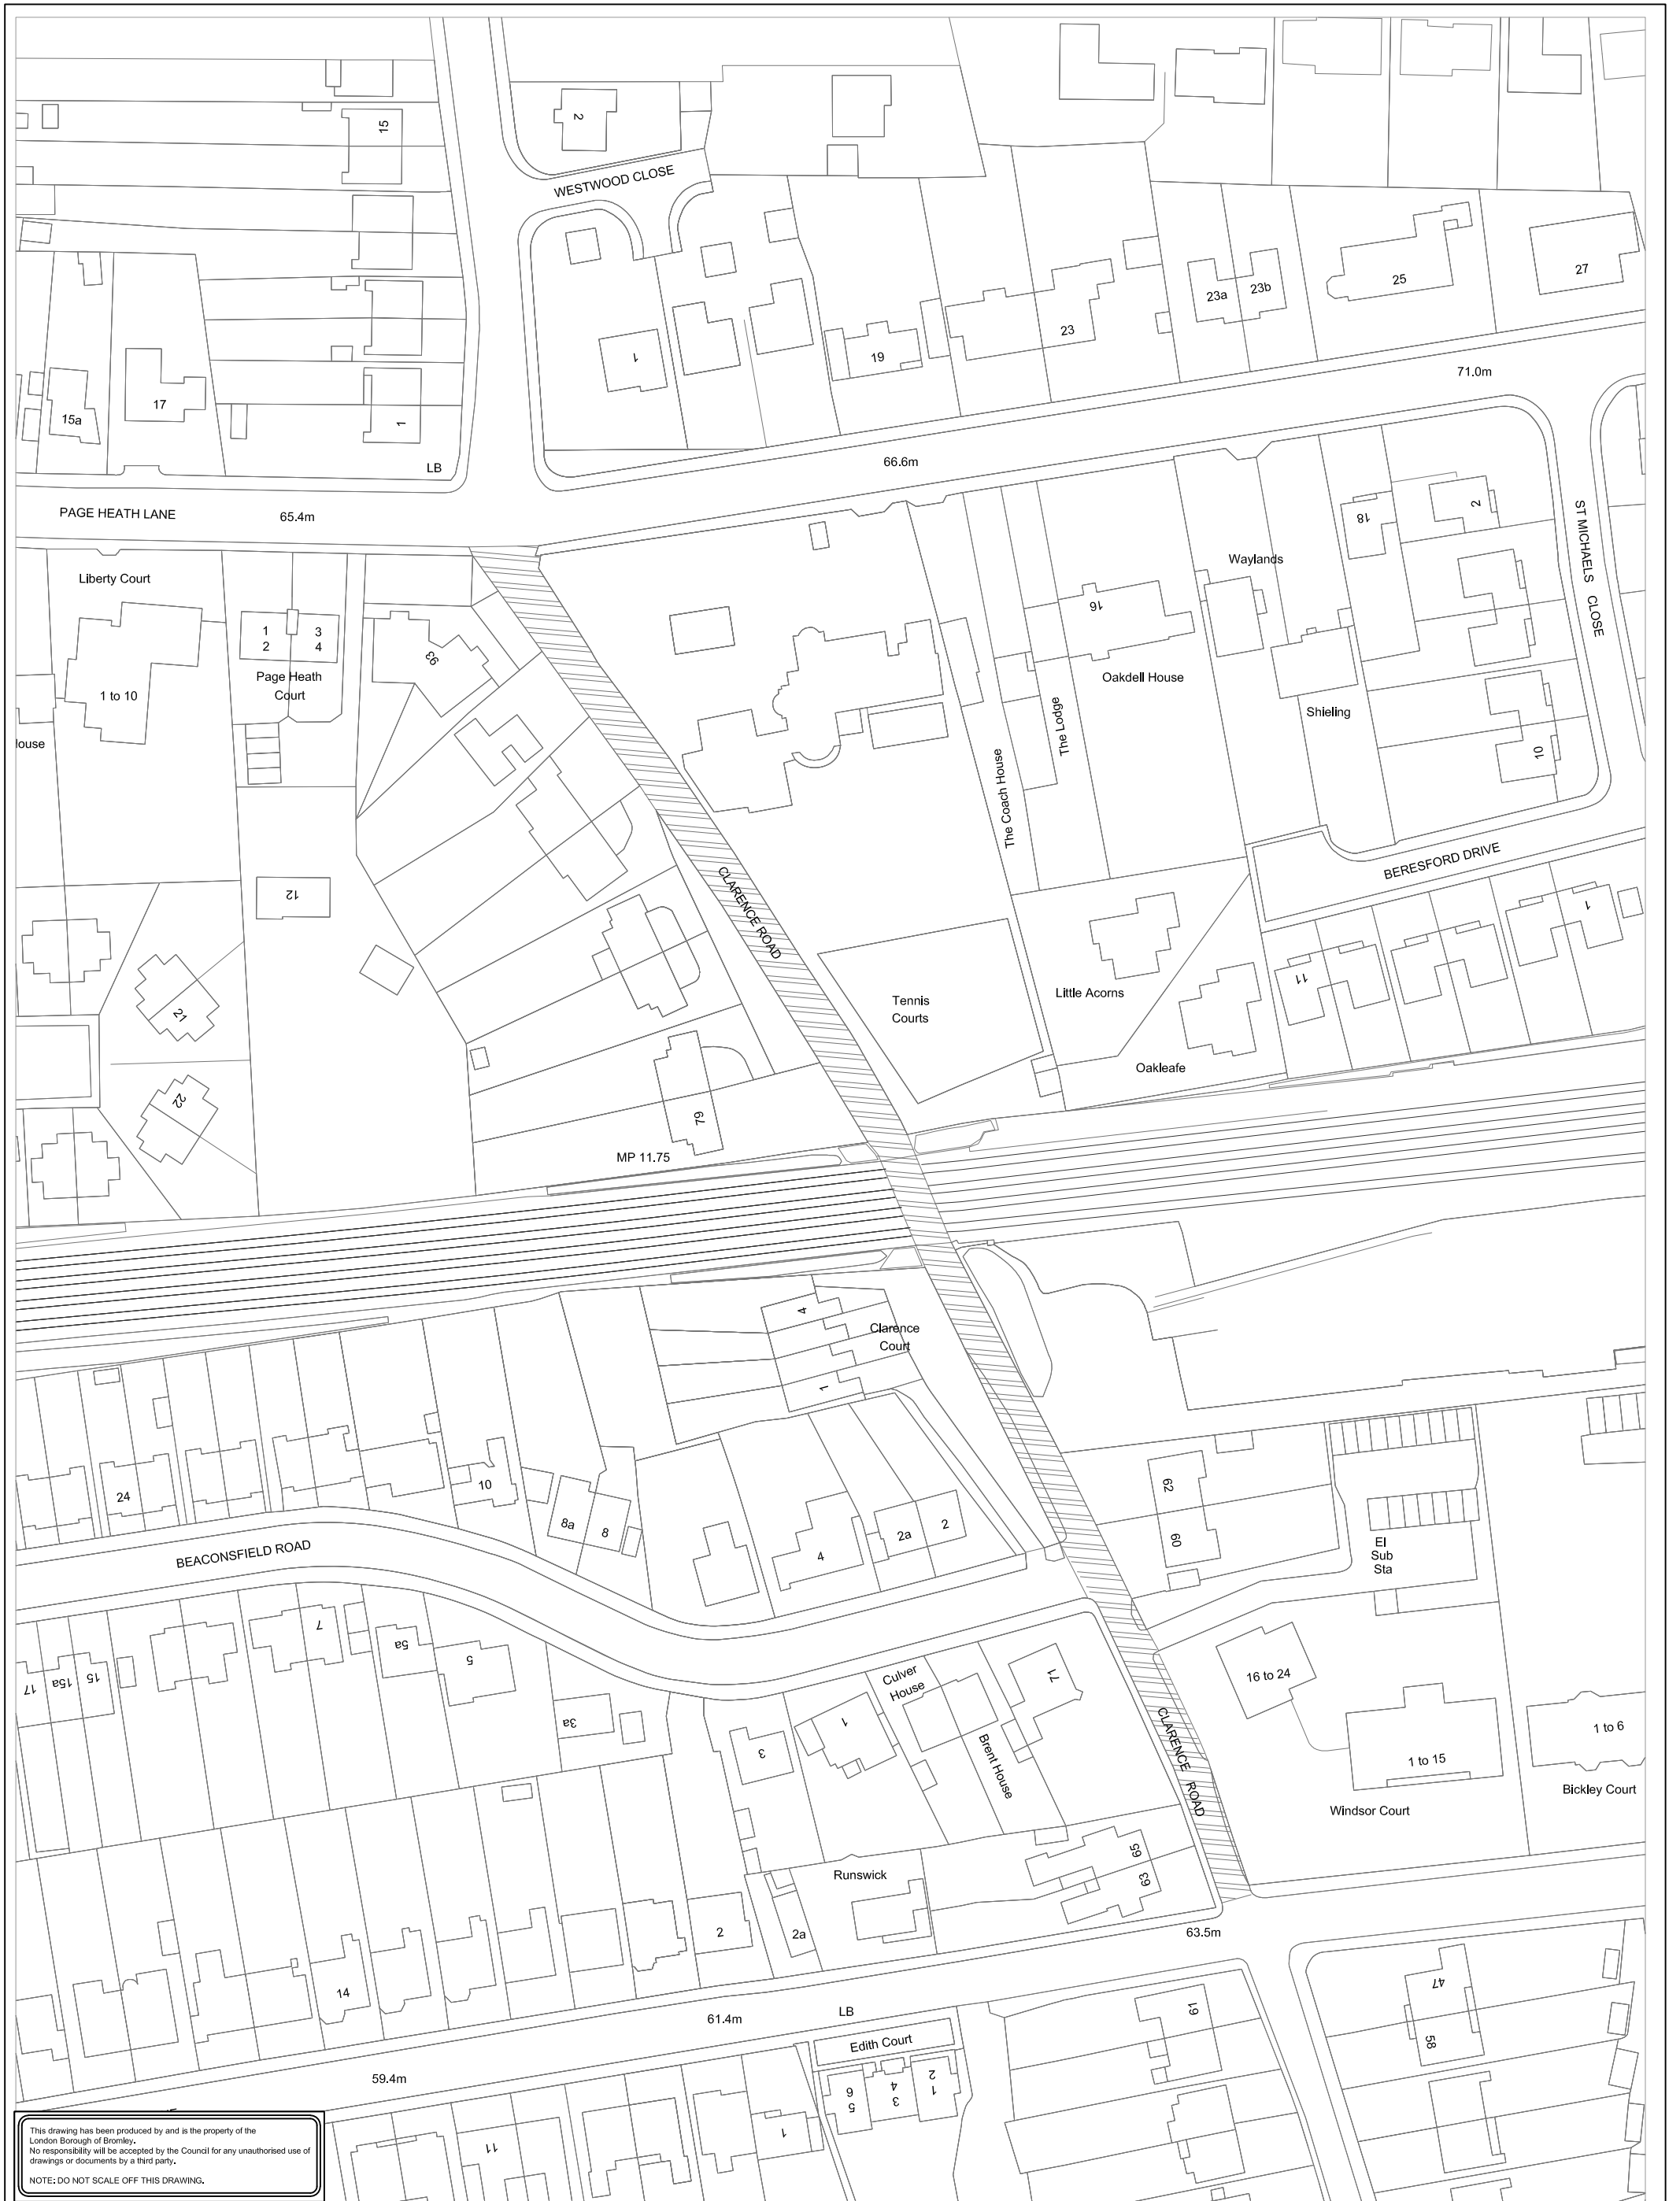 15
2
WESTWOOD CLOSE
1
19
23
23a
23b
25
27
71.0m
15a
17
1
LB
66.6m
PAGE HEATH LANE
65.4m
Liberty Court
1 to 10
1
2
3
4
Page Heath
Court
93
16
Waylands
18
2
ST MICHAELS CLOSE
Oakdell House
The Lodge
The Coach House
Shieling
10
BERESFORD DRIVE
ouse
12
CLARENCE ROAD
21
22
Tennis
Courts
Little Acorns
Oakleafe
11
1
79
MP 11.75
4
Clarence
Court
1
24
10
8a
8
4
2a
2
62
60
El
Sub
Sta
BEACONSFIELD ROAD
17
15a
15
7
5a
5
3a
3
1
Culver
House
Brent House
71
CLARENCE ROAD
16 to 24
1 to 15
Windsor Court
1 to 6
Bickley Court
Runswick
65
63
2
2a
14
63.5m
61.4m
LB
59.4m
Edith Court
6
5
4
3
2
1
61
47
58
11
1
This drawing has been produced by and is the property of the
London Borough of Bromley.
No responsibility will be accepted by the Council for any unauthorised use of
drawings or documents by a third party.
NOTE: DO NOT SCALE OFF THIS DRAWING.